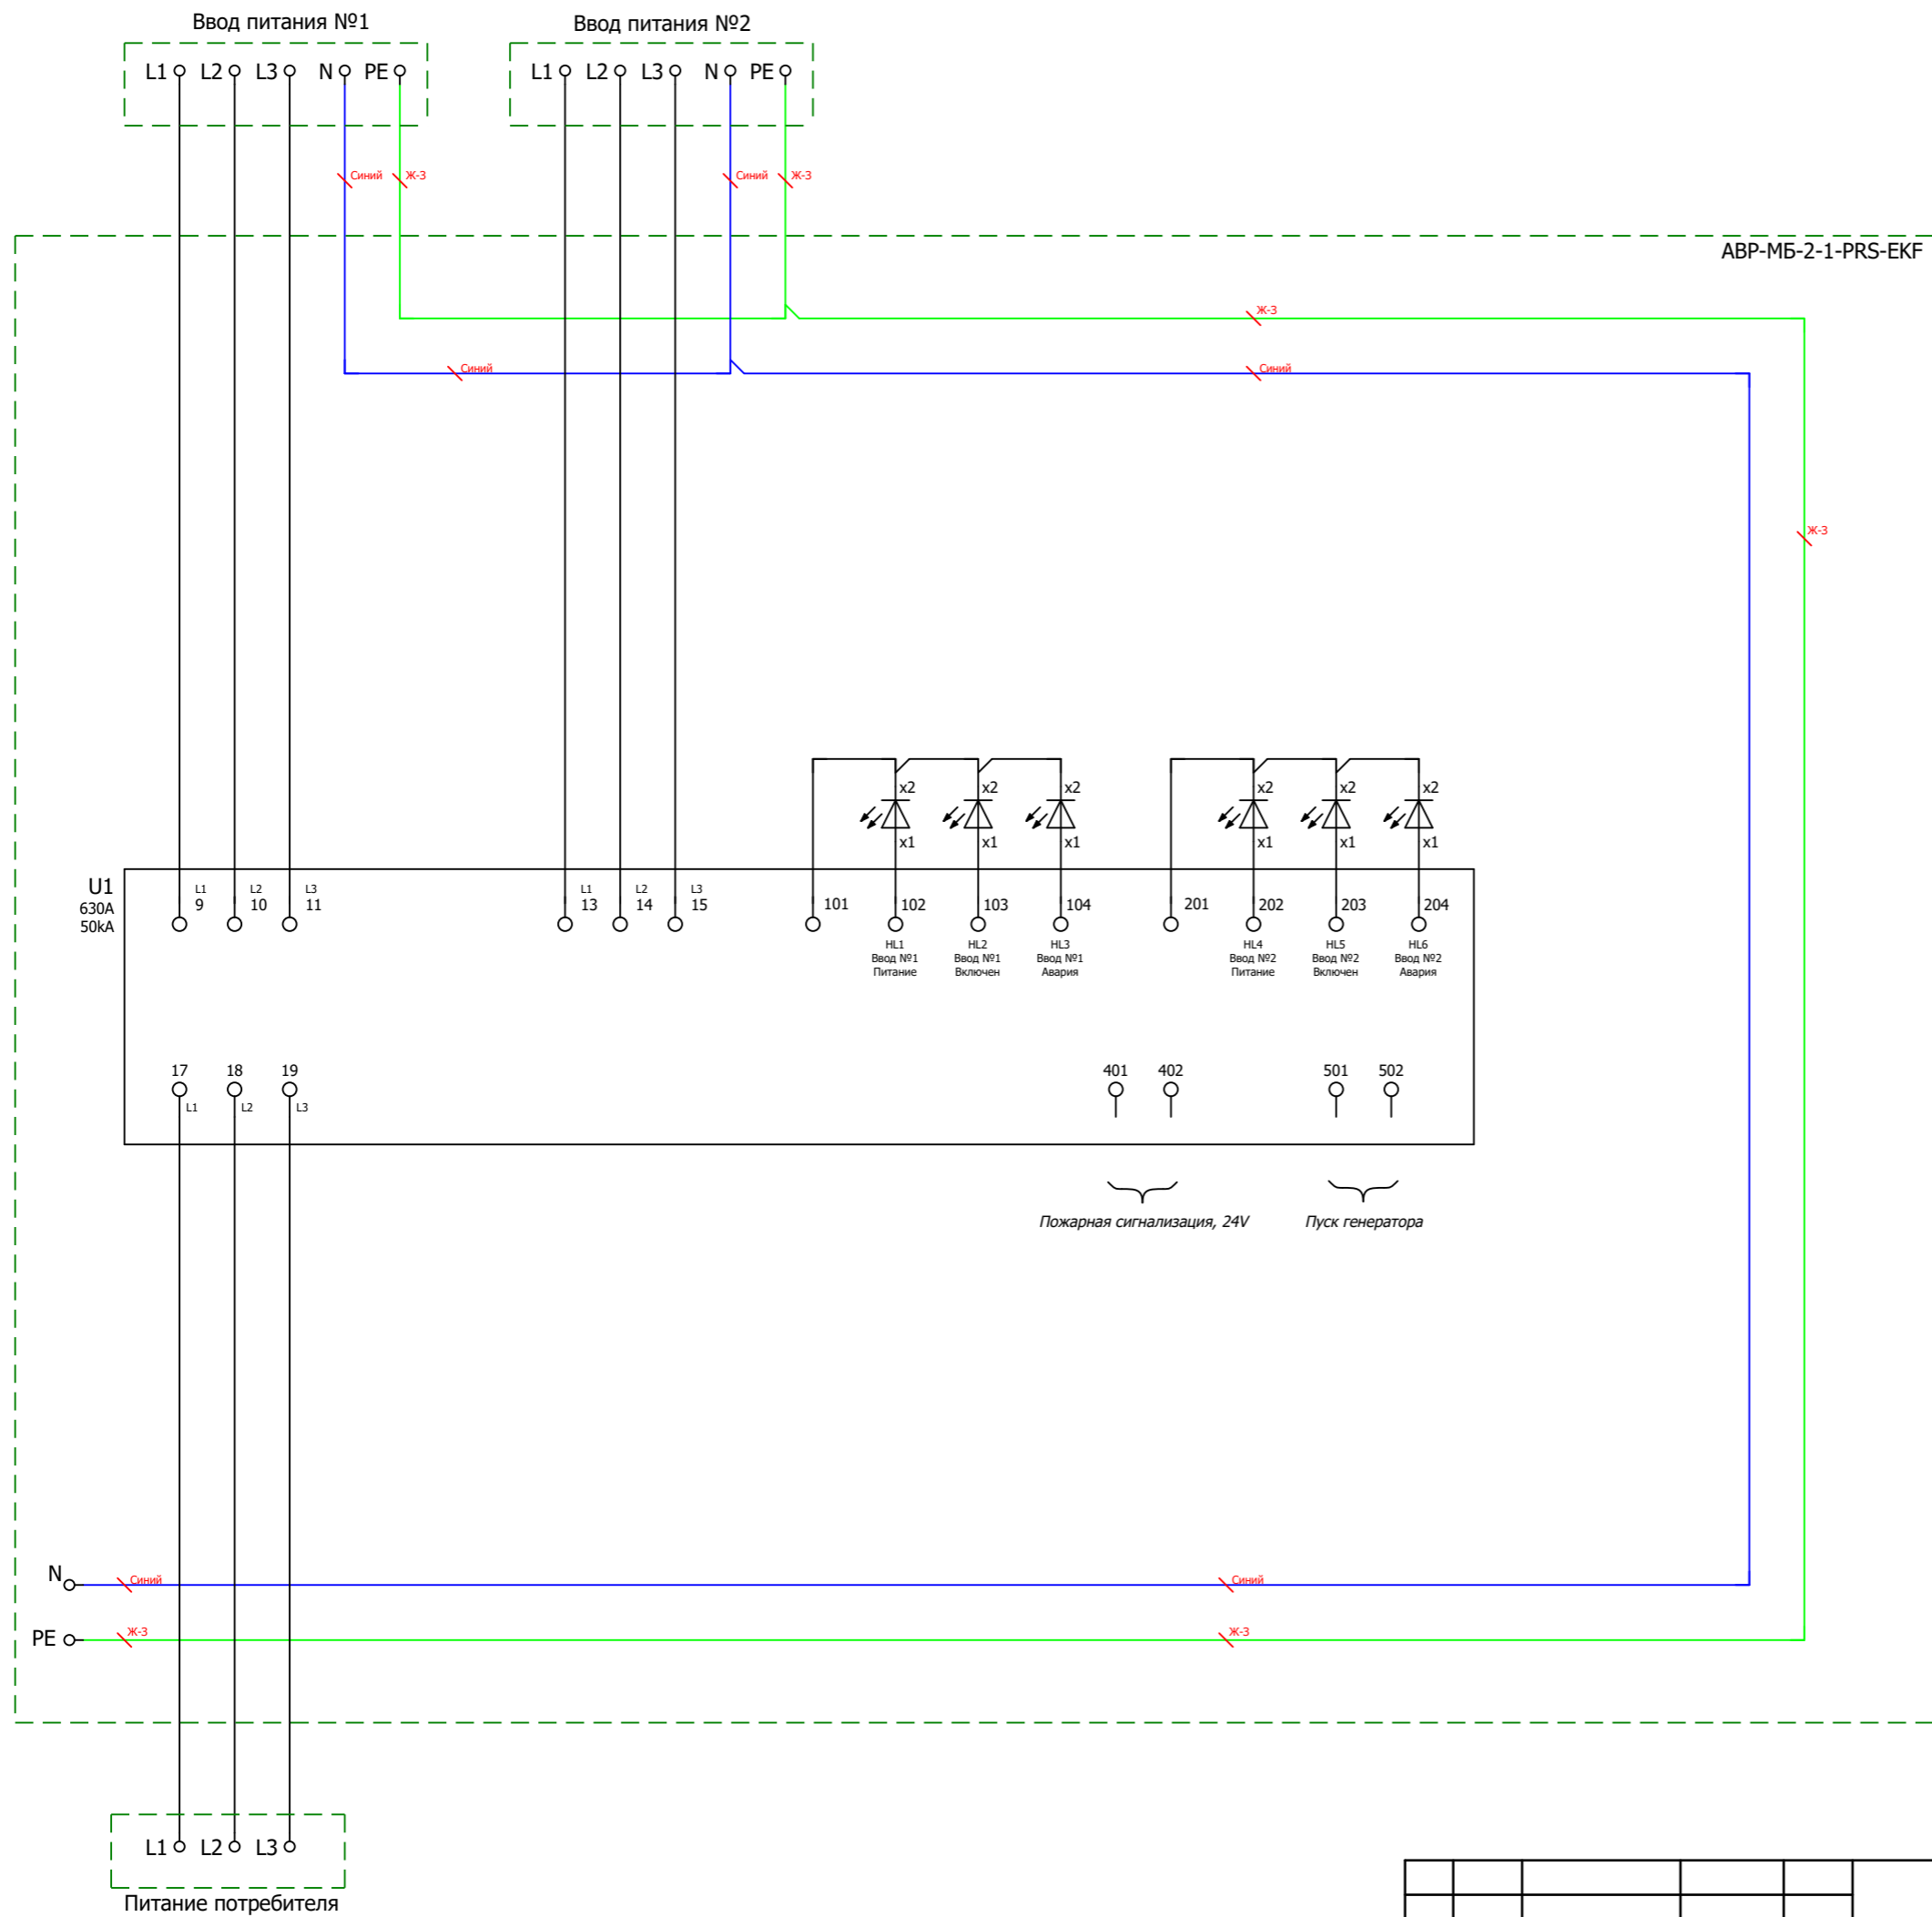 Ввод питания №1
Ввод питания №2
L1 L2 L3 N PE
L1 L2 L3 N PE
Синий Ж-З
Синий Ж-З
АВР-МБ-2-1-PRS-EKF
Ж-З
Синий
Синий
Ж-З
x2 x2 x2
x2 x2 x2
x1 x1 x1
x1 x1 x1
U1
630A
50kA
L1 L2 L3
9 10 11
L1 L2 L3
13 14 15
101 102 103 104
HL1
Ввод №1
Питание
HL2
Ввод №1
Включен
HL3
Ввод №1
Авария
201 202 203 204
HL4
Ввод №2
Питание
HL5
Ввод №2
Включен
HL6
Ввод №2
Авария
17 18 19
L1 L2 L3
401 402
501 502
Пожарная сигнализация, 24V
Пуск генератора
N
Синий
Синий
PE
Ж-З
Ж-З
L1 L2 L3
Питание потребителя